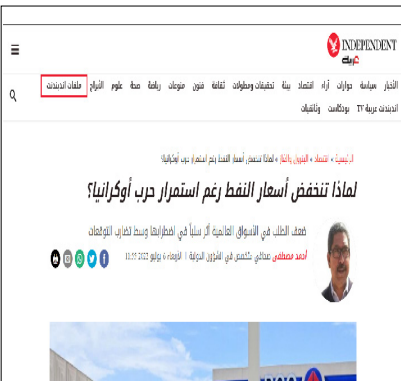 INDEPENDENT
عربية
الأخبار سياسة حوارات آراء اقتصاد بيئة تحقيقات ومطولات ثقافة فنون منوعات رياضة صحة علوم الأبراج ملفات اندبندنت
اندبندنت عربية TV بودكاست وثائقيات
الرئيسية » اقتصاد » البترول والغاز » لماذا تنخفض أسعار النفط رغم استمرار حرب أوكرانيا؟
لماذا تنخفض أسعار النفط رغم استمرار حرب أوكرانيا؟
ضعف الطلب في الأسواق العالمية أثر سلباً في اضطرابها وسط تضارب التوقعات
أحمد مصطفى صحافي متخصص في الشؤون الدولية | الأربعاء 6 يوليو 2022